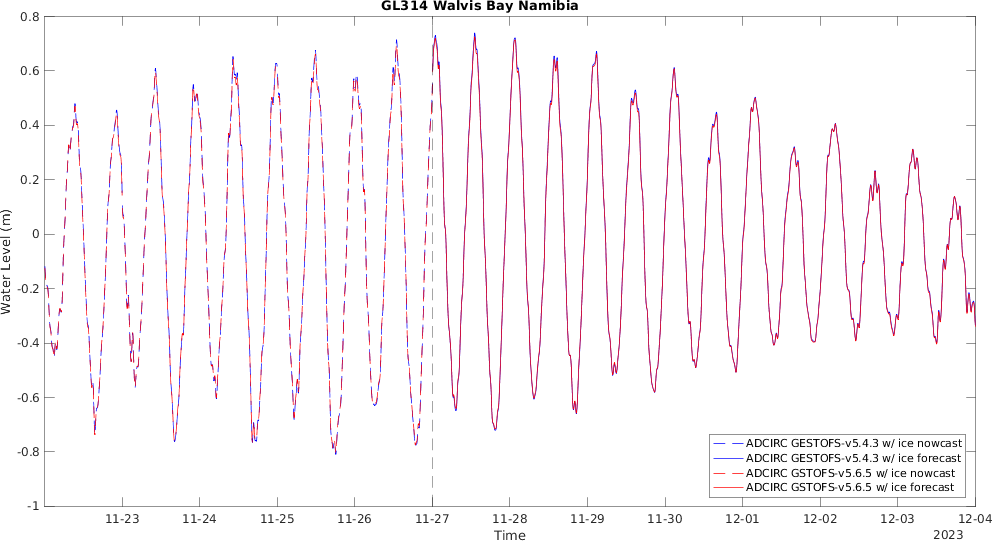 GL314 Walvis Bay Namibia
Water Level (m)
0.8
0.6
0.4
0.2
0
-0.2
-0.4
-0.6
-0.8
-1
ADCIRC GESTOFS-v5.4.3 w/ ice nowcast
ADCIRC GESTOFS-v5.4.3 w/ ice forecast
ADCIRC GSTOFS-v5.6.5 w/ ice nowcast
ADCIRC GSTOFS-v5.6.5 w/ ice forecast
11-23 11-24 11-25 11-26 11-27 11-28 11-29 11-30 12-01 12-02 12-03 12-04
Time
2023